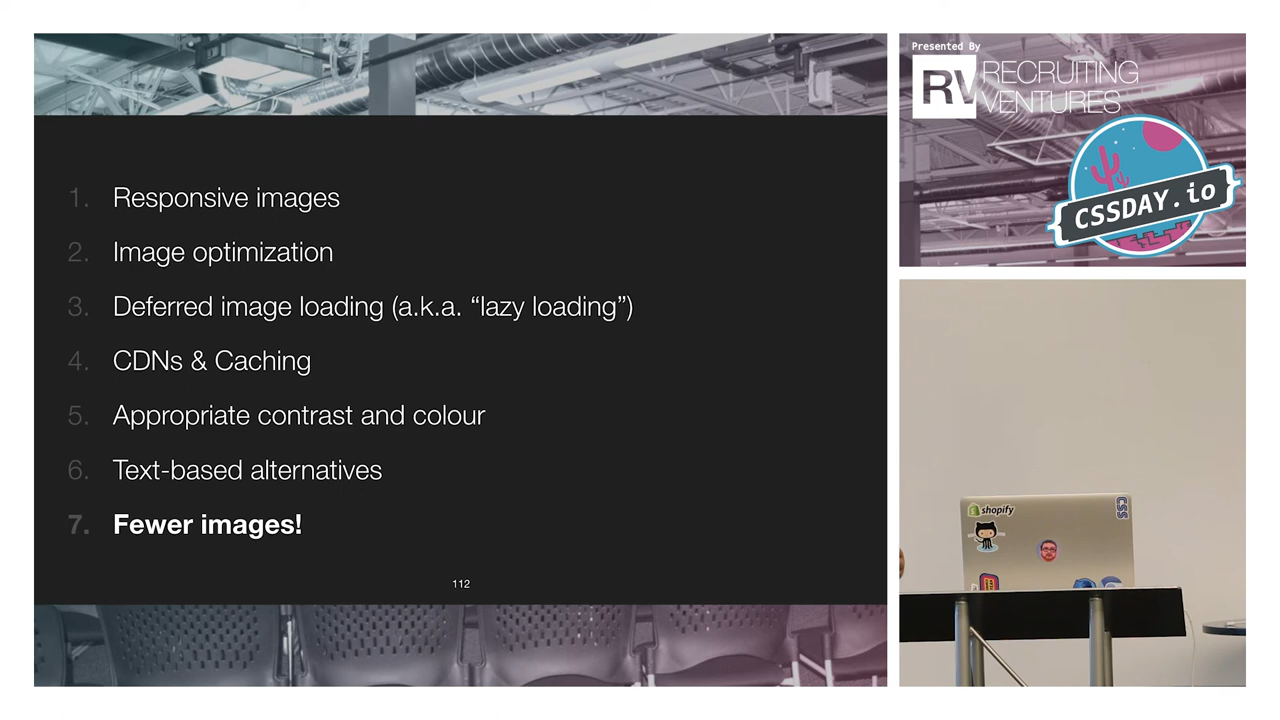 1. Responsive images
2. Image optimization
3. Deferred image loading (a.k.a. “lazy loading”)
4. CDNs & Caching
5. Appropriate contrast and colour
6. Text-based alternatives
7. Fewer images!
112
Presented By
RV
RECRUITING
VENTURES
{CSSDAY.io}
shopify
CSS